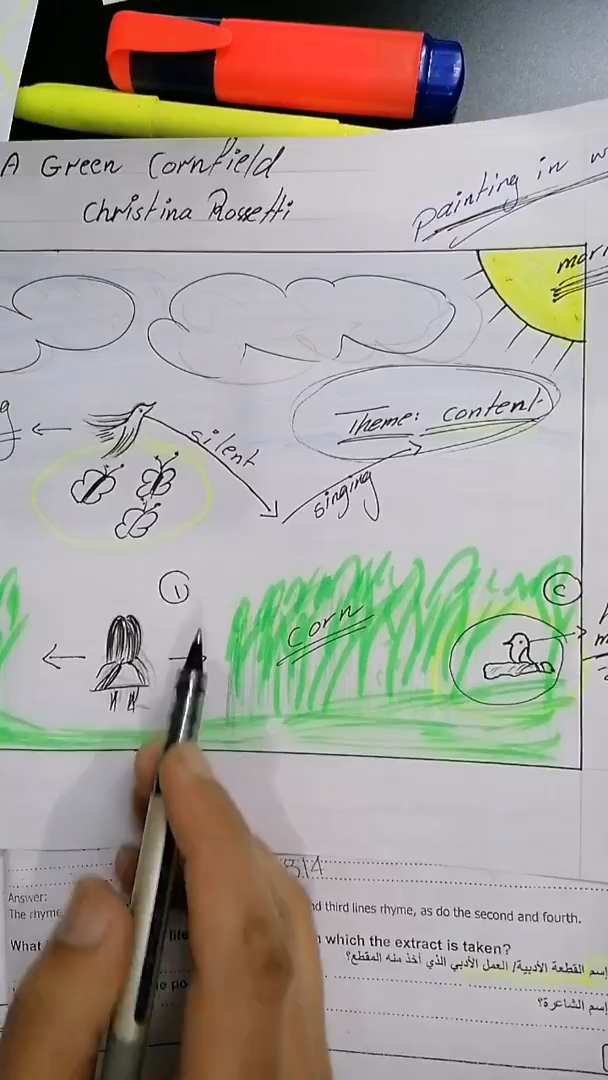 A Green Cornfield
Christina Rossetti
painting in
Theme: content
silent
singing
1
corn
Answer:
The rhyme
nd third lines rhyme, as do the second and fourth.
What
which the extract is taken?
إسم القطعة الأدبية/ العمل الأدبي الذي أخذ منه المقطع؟
إسم الشاعرة؟